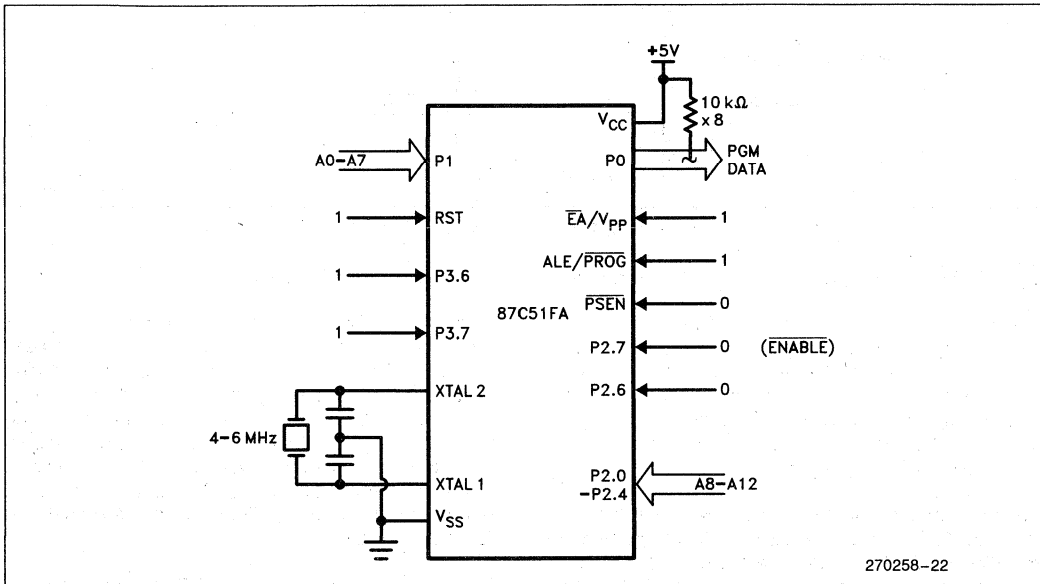 +5V
10 kΩ
x 8
VCC
A0-A7
P1
P0
PGM
DATA
1
RST
EA/VPP
1
1
P3.6
ALE/PROG
1
PSEN
0
87C51FA
1
P3.7
P2.7
0
(ENABLE)
XTAL 2
P2.6
0
4-6 MHz
XTAL 1
P2.0
-P2.4
A8-A12
VSS
270258-22